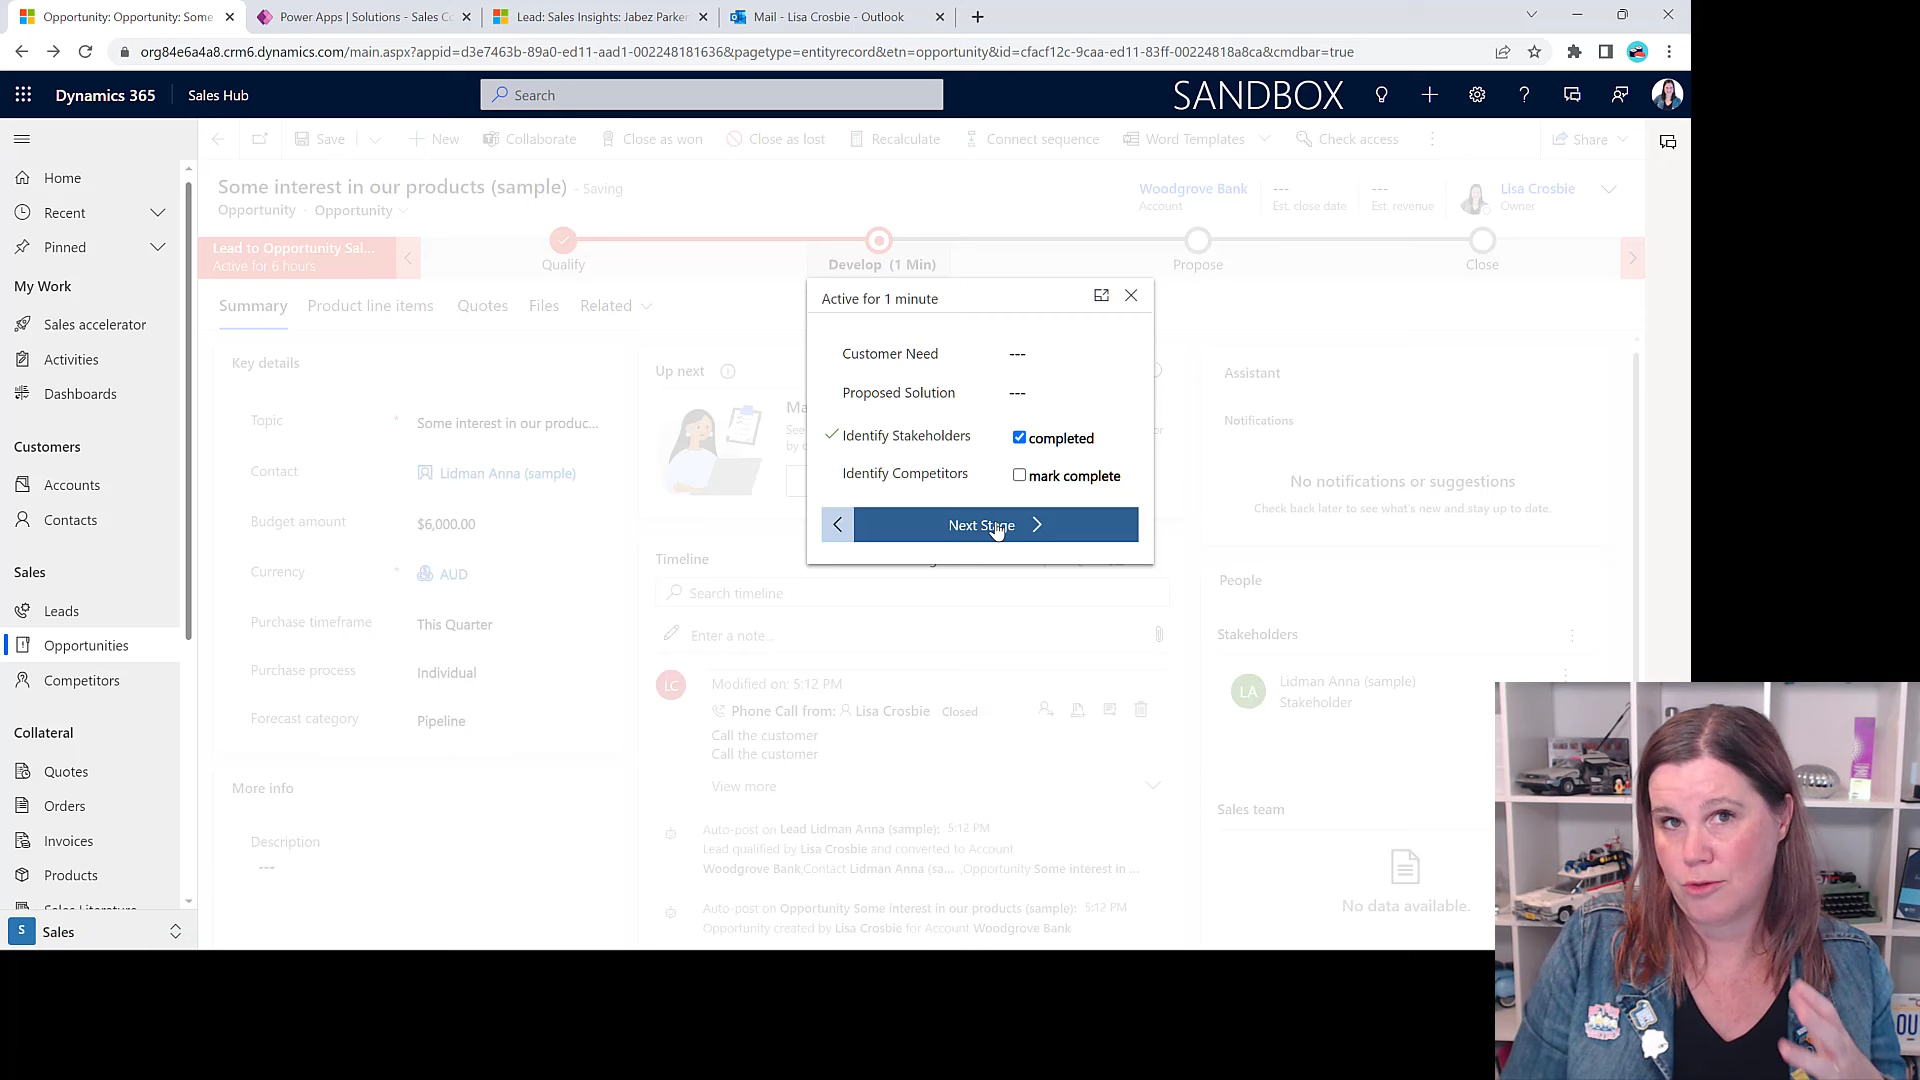 Opportunity: Opportunity: Some
Power Apps | Solutions - Sales Co
Lead: Sales Insights: Jabez Parker
Mail - Lisa Crosbie - Outlook
org84e6a4a8.crm6.dynamics.com/main.aspx?appid=d3e7463b-89a0-ed11-aad1-002248181636&pagetype=entityrecord&etn=opportunity&id=cfacf12c-9caa-ed11-83ff-00224818a8ca&cmdbar=true
Dynamics 365
Sales Hub
Search
SANDBOX
Save
New
Collaborate
Close as won
Close as lost
Recalculate
Connect sequence
Word Templates
Check access
Share
Home
Recent
Pinned
My Work
Sales accelerator
Activities
Dashboards
Customers
Accounts
Contacts
Sales
Leads
Opportunities
Competitors
Collateral
Quotes
Orders
Invoices
Products
Sales Literature
S
Sales
Some interest in our products (sample) - Saving
Opportunity · Opportunity
Woodgrove Bank
Account
---
Est. close date
---
Est. revenue
Lisa Crosbie
Owner
Lead to Opportunity Sal...
Active for 6 hours
Qualify
Develop (1 Min)
Propose
Close
Summary
Product line items
Quotes
Files
Related
Active for 1 minute
Customer Need ---
Proposed Solution ---
Identify Stakeholders completed
Identify Competitors mark complete
Next Stage
Key details
Topic * Some interest in our produc...
Contact Lidman Anna (sample)
Budget amount $6,000.00
Currency * AUD
Purchase timeframe This Quarter
Purchase process Individual
Forecast category Pipeline
More info
Description
---
Up next
Ma
See
by c
or
Timeline
Search timeline
Enter a note...
LC
Modified on: 5:12 PM
Phone Call from: Lisa Crosbie Closed
Call the customer
Call the customer
View more
Auto-post on Lead Lidman Anna (sample): 5:12 PM
Lead qualified by Lisa Crosbie and converted to Account
Woodgrove Bank,Contact Lidman Anna (sa... ,Opportunity Some interest in ...
Auto-post on Opportunity Some interest in our products (sample): 5:12 PM
Opportunity created by Lisa Crosbie for Account Woodgrove Bank
Assistant
Notifications
No notifications or suggestions
Check back later to see what's new and stay up to date.
People
Stakeholders
LA
Lidman Anna (sample)
Stakeholder
Sales team
No data available.
OU